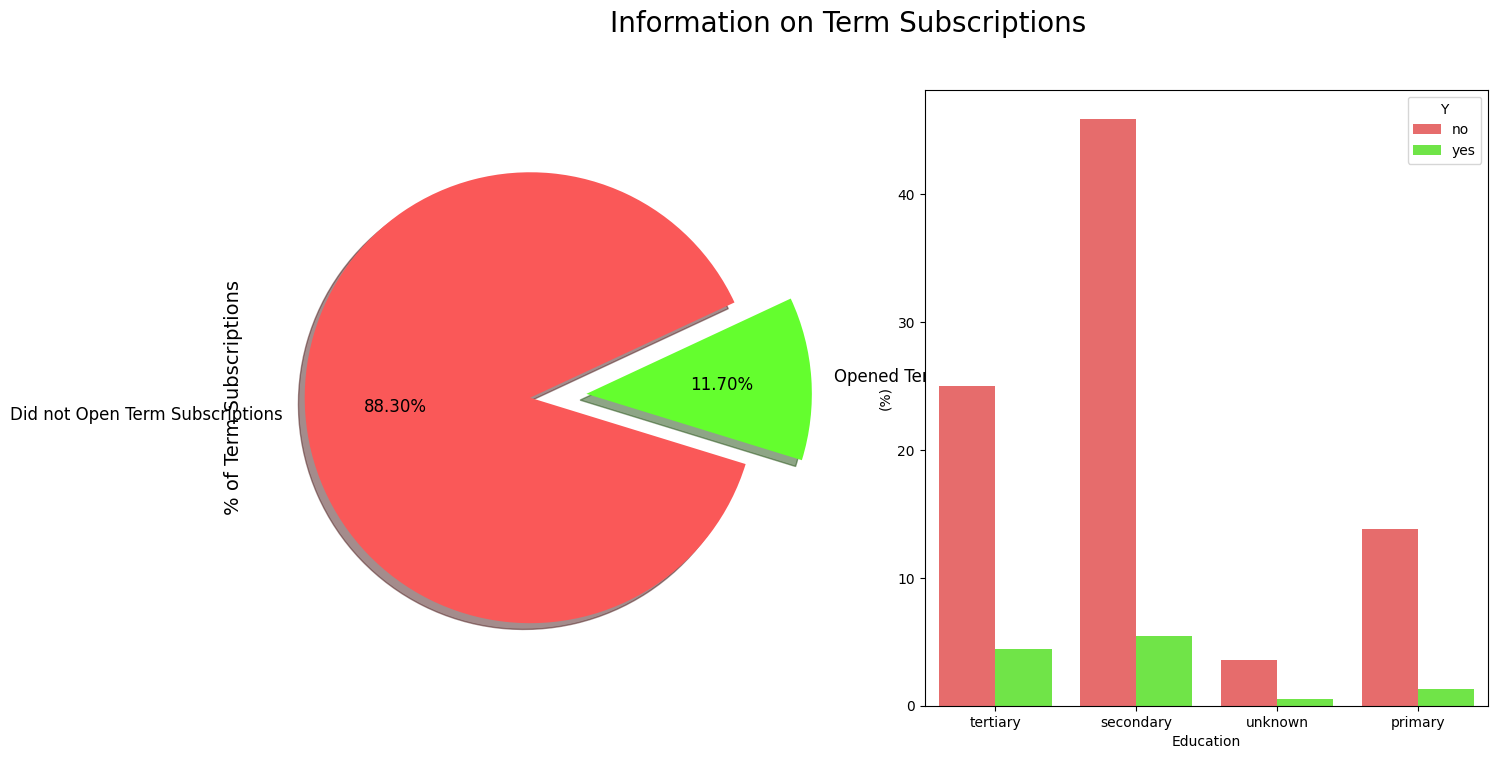 Information on Term Subscriptions
% of Term Subscriptions
Did not Open Term Subscriptions
88.30%
11.70%
Opened
(%)
40
30
20
10
0
Y
no
yes
tertiary
secondary
unknown
primary
Education